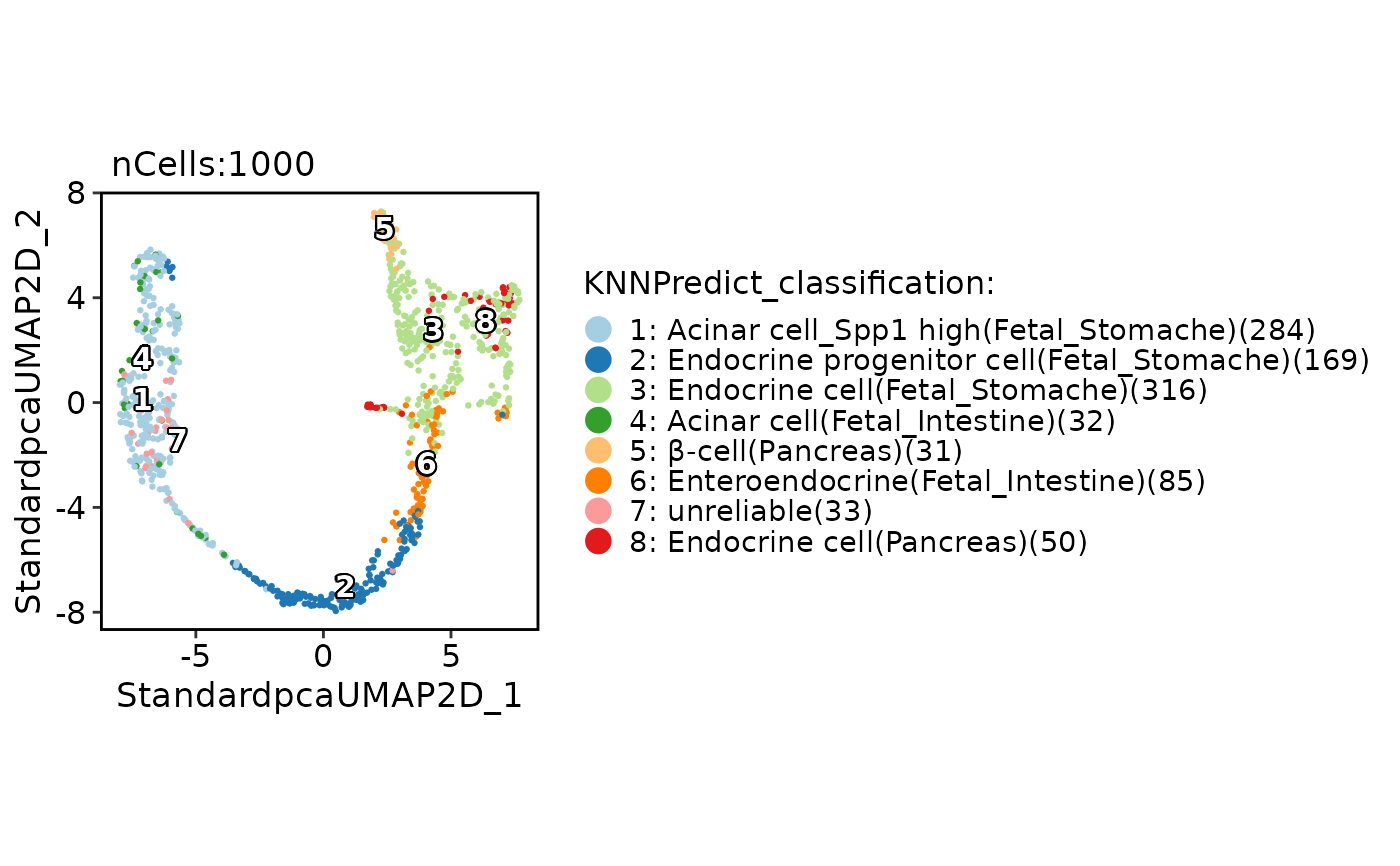 nCells:1000
StandardpcaUMAP2D_2
8
4
0
-4
-8
5
3
8
4
1
7
6
2
-5
0
5
StandardpcaUMAP2D_1
KNNPredict_classification:
1: Acinar cell_Spp1 high(Fetal_Stomache)(284)
2: Endocrine progenitor cell(Fetal_Stomache)(169)
3: Endocrine cell(Fetal_Stomache)(316)
4: Acinar cell(Fetal_Intestine)(32)
5: β-cell(Pancreas)(31)
6: Enteroendocrine(Fetal_Intestine)(85)
7: unreliable(33)
8: Endocrine cell(Pancreas)(50)